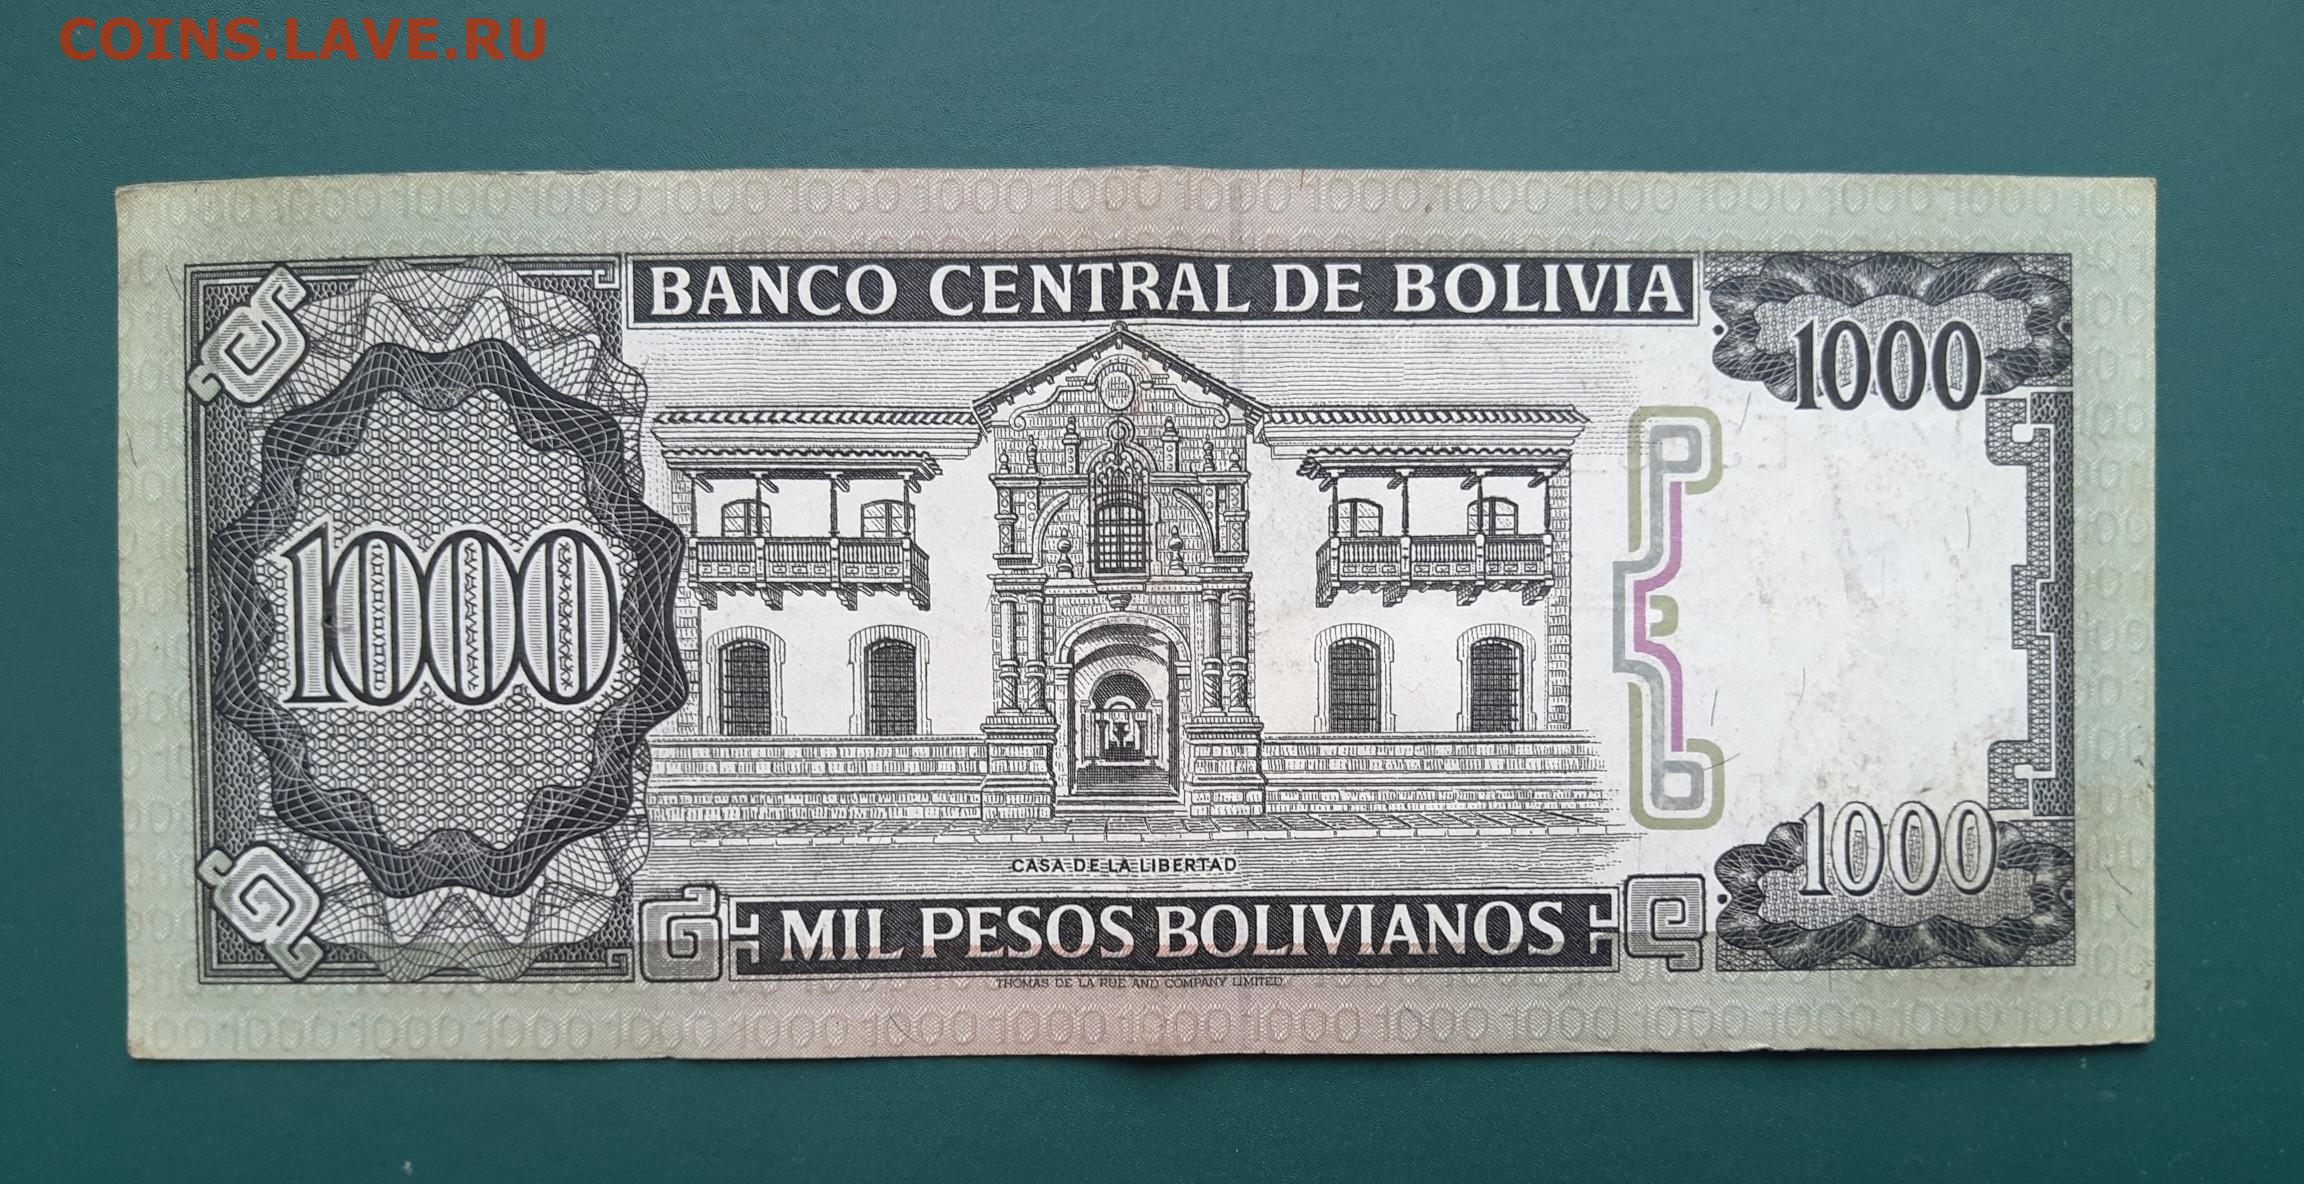 COINS.LAVE.RU
BANCO CENTRAL DE BOLIVIA
1000
1000
CASA DE LA LIBERTAD
1000
MIL PESOS BOLIVIANOS
THOMAS DE LA RUE AND COMPANY LIMITED.